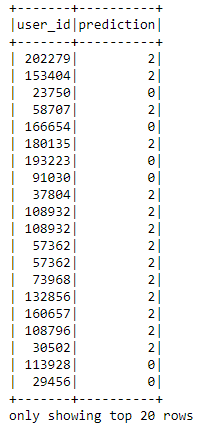 +-------+----------+
|user_id|prediction|
+-------+----------+
| 202279|         2|
| 153404|         2|
|  23750|         0|
|  58707|         2|
| 166654|         0|
| 180135|         2|
| 193223|         0|
|  91030|         0|
|  37804|         2|
| 108932|         2|
| 108932|         2|
|  57362|         2|
|  57362|         2|
|  73968|         2|
| 132856|         2|
| 160657|         2|
| 108796|         2|
|  30502|         2|
| 113928|         0|
|  29456|         0|
+-------+----------+
only showing top 20 rows